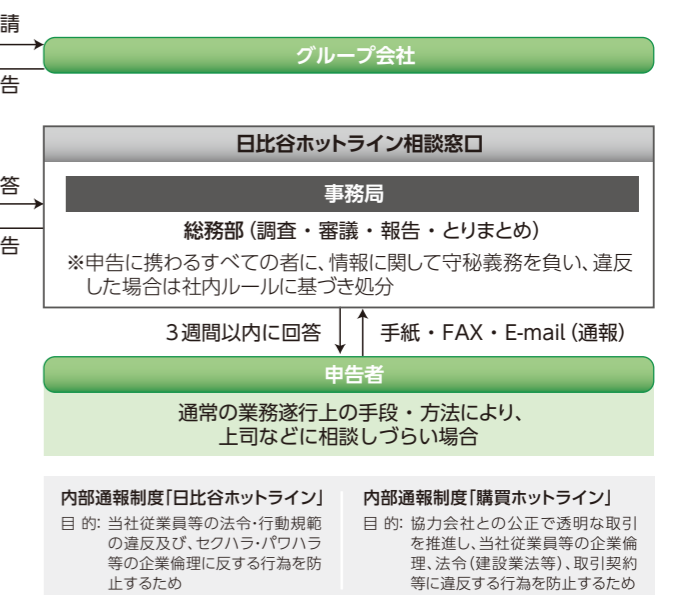 請
グループ会社
告
日比谷ホットライン相談窓口
答
事務局
告
総務部（調査・審議・報告・とりまとめ）
※申告に携わるすべての者に、情報に関して守秘義務を負い、違反
した場合は社内ルールに基づき処分
3週間以内に回答
手紙・FAX・E-mail（通報）
申告者
通常の業務遂行上の手段・方法により、
上司などに相談しづらい場合
内部通報制度「日比谷ホットライン」
目 的: 当社従業員等の法令・行動規範
の違反及び、セクハラ・パワハラ
等の企業倫理に反する行為を防
止するため
内部通報制度「購買ホットライン」
目 的: 協力会社との公正で透明な取引
を推進し、当社従業員等の企業倫
理、法令（建設業法等）、取引契約
等に違反する行為を防止するため